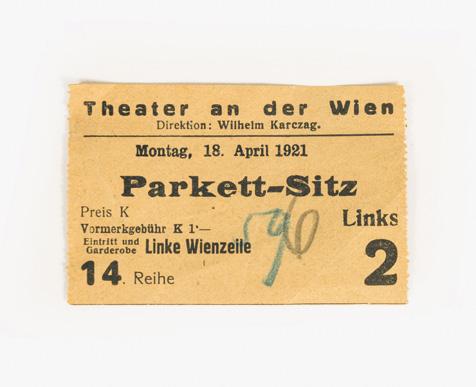 Theater an der Wien
Direktion: Wilhelm Karczag.
Montag, 18. April 1921
Parkett-Sitz
Preis K
Links
Vormerkgebühr K 1·—
Eintritt und
Garderobe Linke Wienzeile
2
14. Reihe